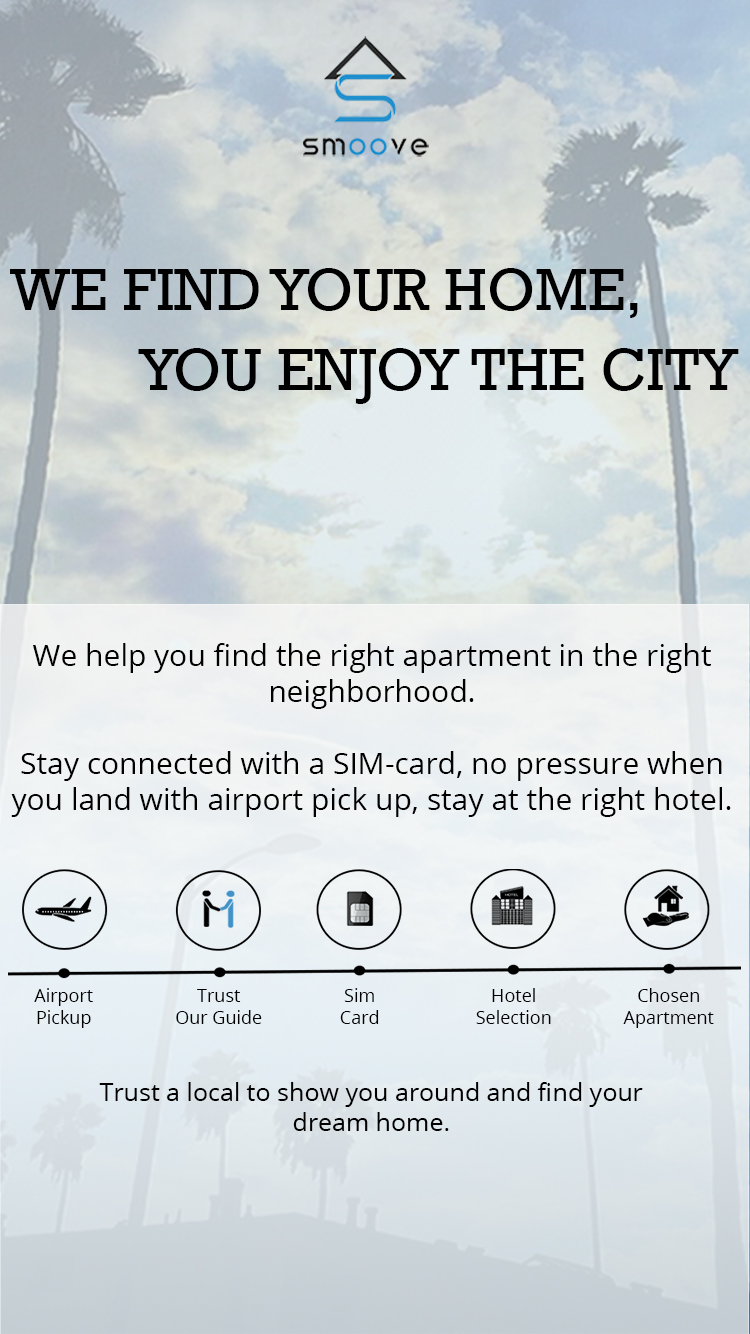 smoove
WE FIND YOUR HOME,
YOU ENJOY THE CITY
We help you find the right apartment in the right
neighborhood.
Stay connected with a SIM-card, no pressure when
you land with airport pick up, stay at the right hotel.
HOTEL
Airport
Pickup
Trust
Our Guide
Sim
Card
Hotel
Selection
Chosen
Apartment
Trust a local to show you around and find your
dream home.